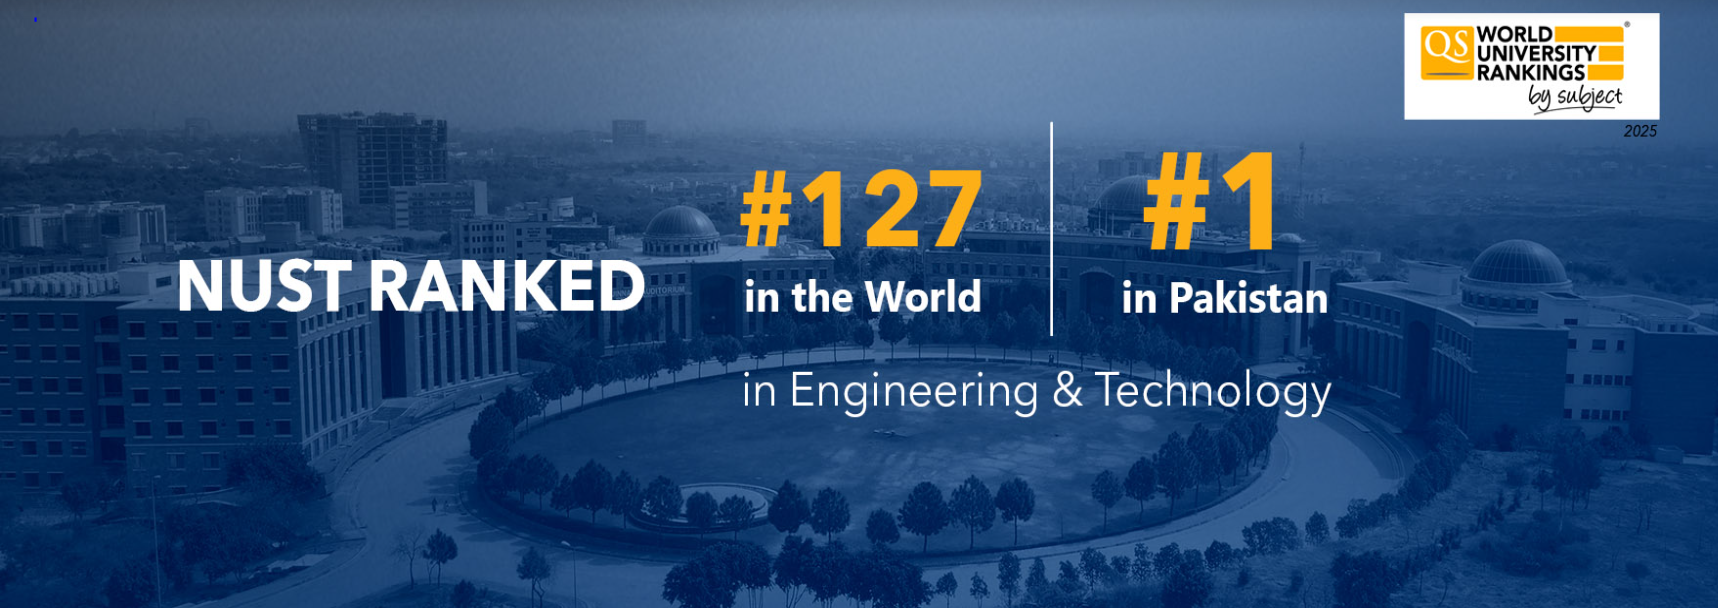 QS WORLD
UNIVERSITY
RANKINGS
by subject
®
2025
NUST RANKED
#127
in the World
#1
in Pakistan
in Engineering & Technology